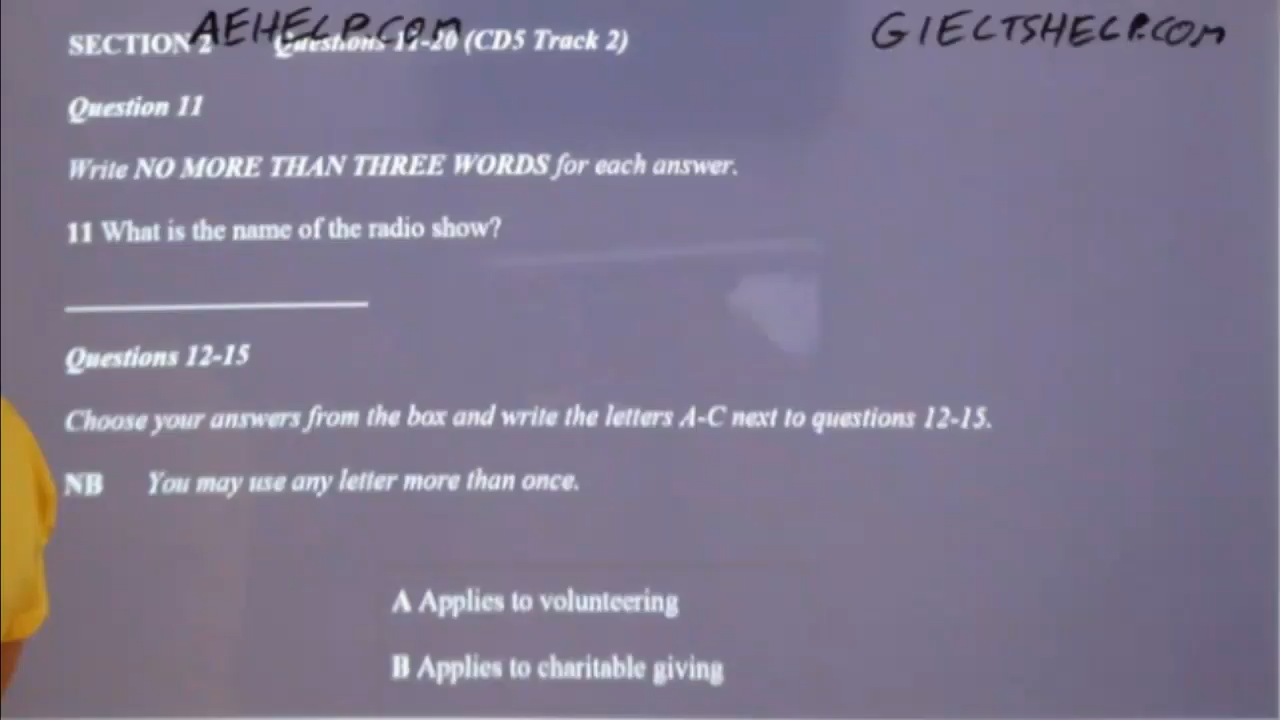 AEHELP.COM GIELTSHELP.COM
SECTION 2 Questions 11-20 (CD5 Track 2)
Question 11
Write NO MORE THAN THREE WORDS for each answer.
11 What is the name of the radio show?
Questions 12-15
Choose your answers from the box and write the letters A-C next to questions 12-15.
NB You may use any letter more than once.
A Applies to volunteering
B Applies to charitable giving